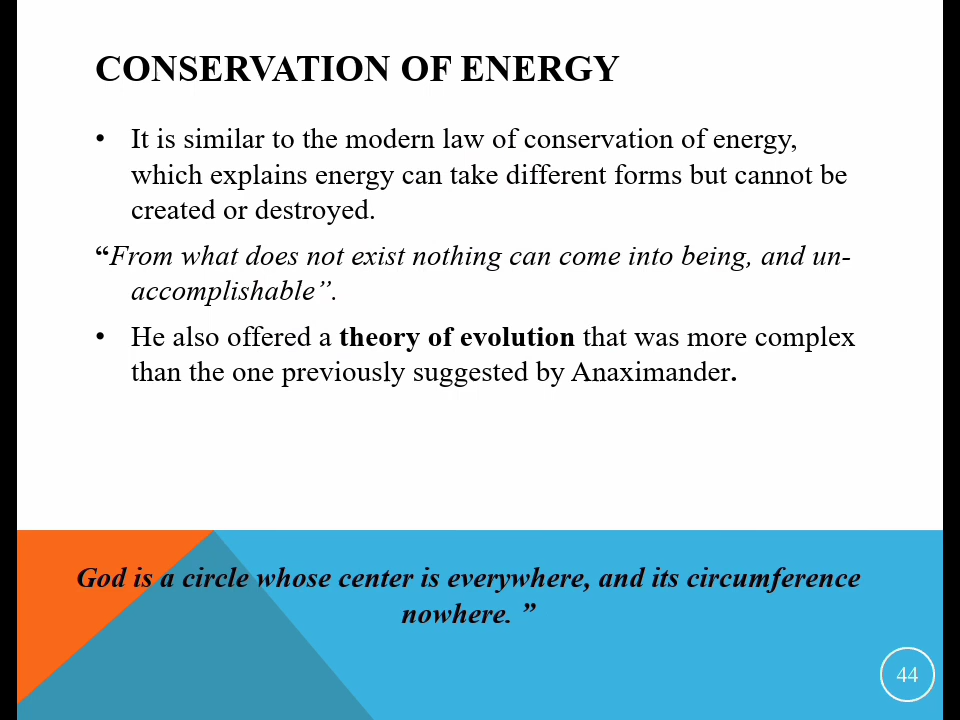 CONSERVATION OF ENERGY
• It is similar to the modern law of conservation of energy,
which explains energy can take different forms but cannot be
created or destroyed.
“From what does not exist nothing can come into being, and un-
accomplishable”.
• He also offered a theory of evolution that was more complex
than the one previously suggested by Anaximander.
God is a circle whose center is everywhere, and its circumference
nowhere. ”
44